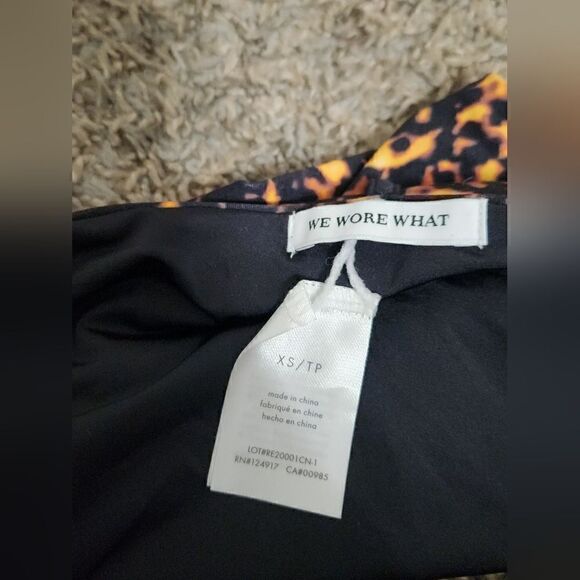 WE WORE WHAT
XS/TP
made in china
fabriqué en chine
hecho en china
LOT#RE20001CN-1
RN#124917 CA#00985